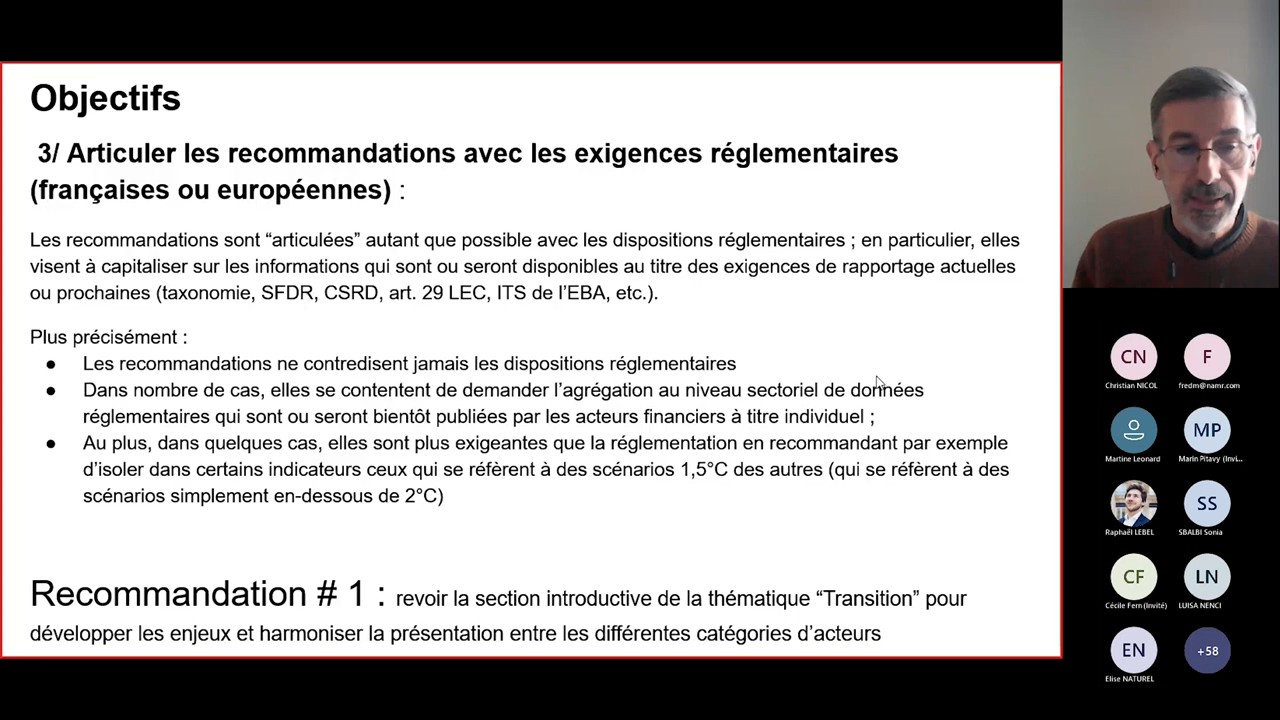 Objectifs
3/ Articuler les recommandations avec les exigences réglementaires
(françaises ou européennes) :
Les recommandations sont “articulées” autant que possible avec les dispositions réglementaires ; en particulier, elles
visent à capitaliser sur les informations qui sont ou seront disponibles au titre des exigences de rapportage actuelles
ou prochaines (taxonomie, SFDR, CSRD, art. 29 LEC, ITS de l’EBA, etc.).
Plus précisément :
● Les recommandations ne contredisent jamais les dispositions réglementaires
● Dans nombre de cas, elles se contentent de demander l’agrégation au niveau sectoriel de données
réglementaires qui sont ou seront bientôt publiées par les acteurs financiers à titre individuel ;
● Au plus, dans quelques cas, elles sont plus exigeantes que la réglementation en recommandant par exemple
d’isoler dans certains indicateurs ceux qui se réfèrent à des scénarios 1,5°C des autres (qui se réfèrent à des
scénarios simplement en-dessous de 2°C)
Recommandation # 1 : revoir la section introductive de la thématique “Transition” pour
développer les enjeux et harmoniser la présentation entre les différentes catégories d’acteurs
CN
F
Christian NICOL
fredm@namr.com
MP
Martine Leonard
Marin Pitavy (Invi...
SS
Raphaël LEBEL
SBALBI Sonia
CF
LN
Cécile Fern (Invité)
LUISA NENCI
EN
+58
Elise NATUREL